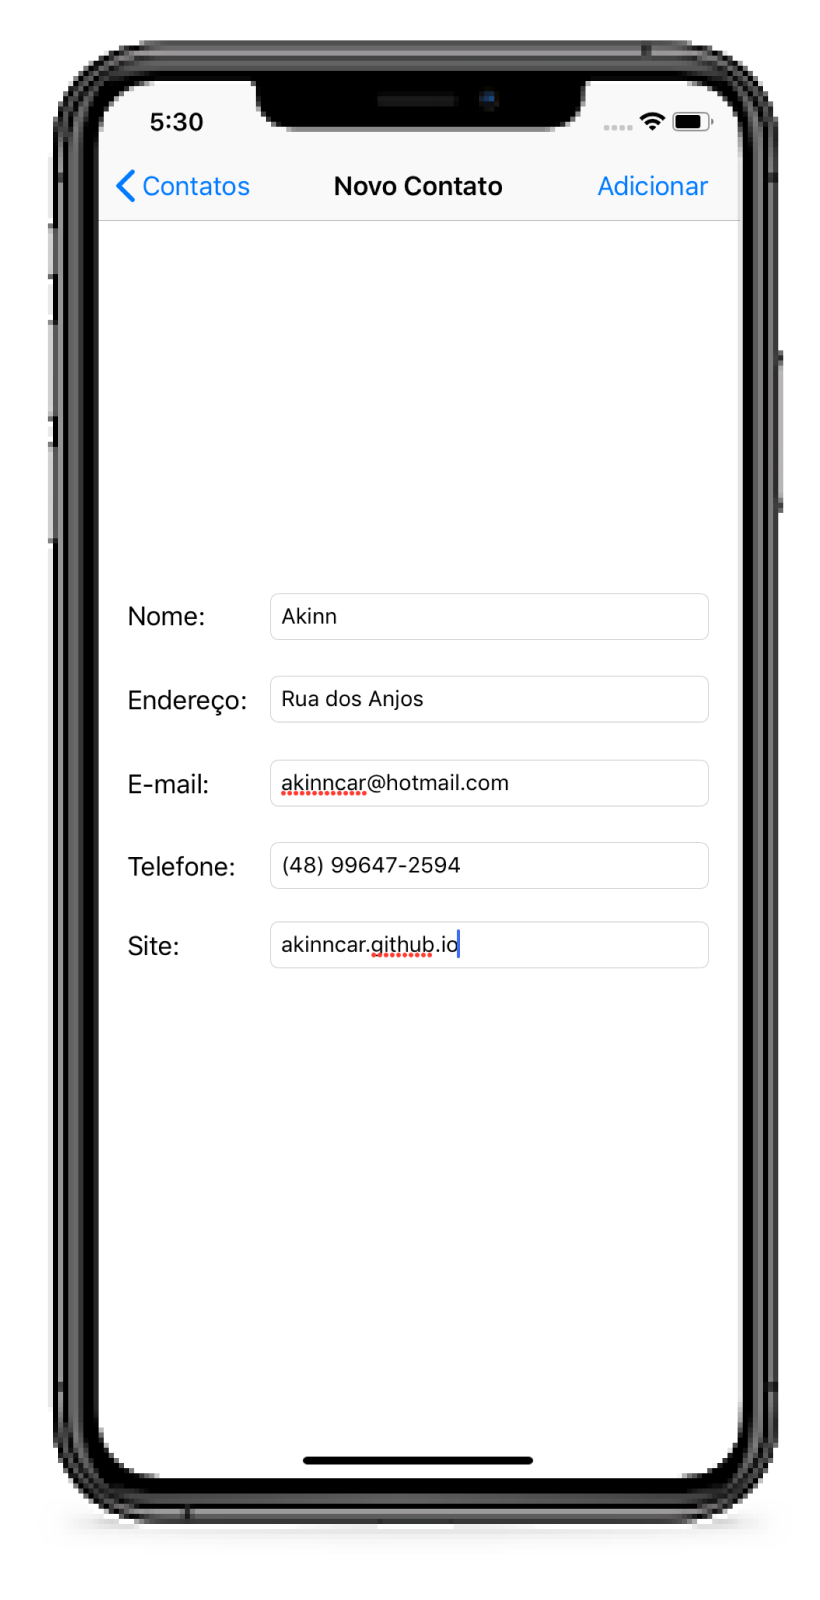 5:30
Contatos Novo Contato Adicionar
Nome: Akinn
Endereço: Rua dos Anjos
E-mail: akinncar@hotmail.com
Telefone: (48) 99647-2594
Site: akinncar.github.io